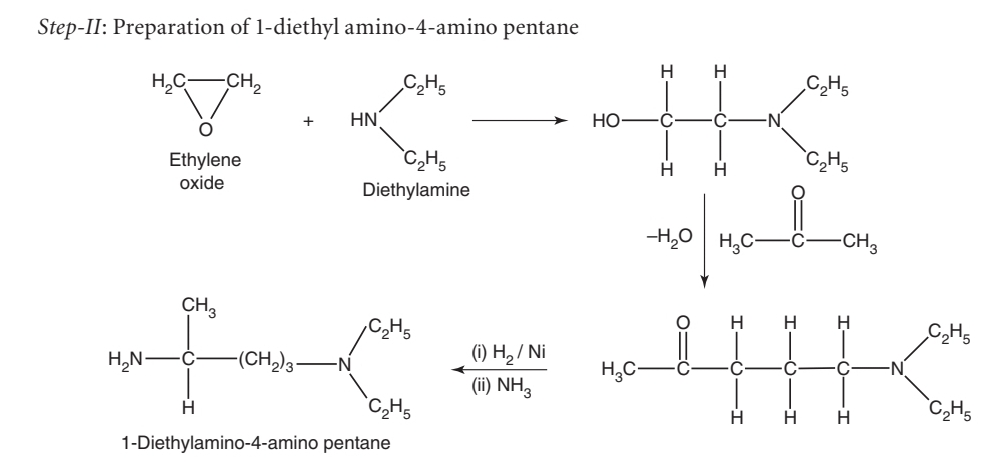 Step-II: Preparation of 1-diethyl amino-4-amino pentane
H₂C CH₂
O
Ethylene
oxide
+
C₂H₅
HN
C₂H₅
Diethylamine
H H
HO C C N
H H
C₂H₅
C₂H₅
–H₂O
O
H₃C C CH₃
O H H H
H₃C C C C C N
H H H
C₂H₅
C₂H₅
(i) H₂ / Ni
(ii) NH₃
CH₃
H₂N C (CH₂)₃ N
H
C₂H₅
C₂H₅
1-Diethylamino-4-amino pentane